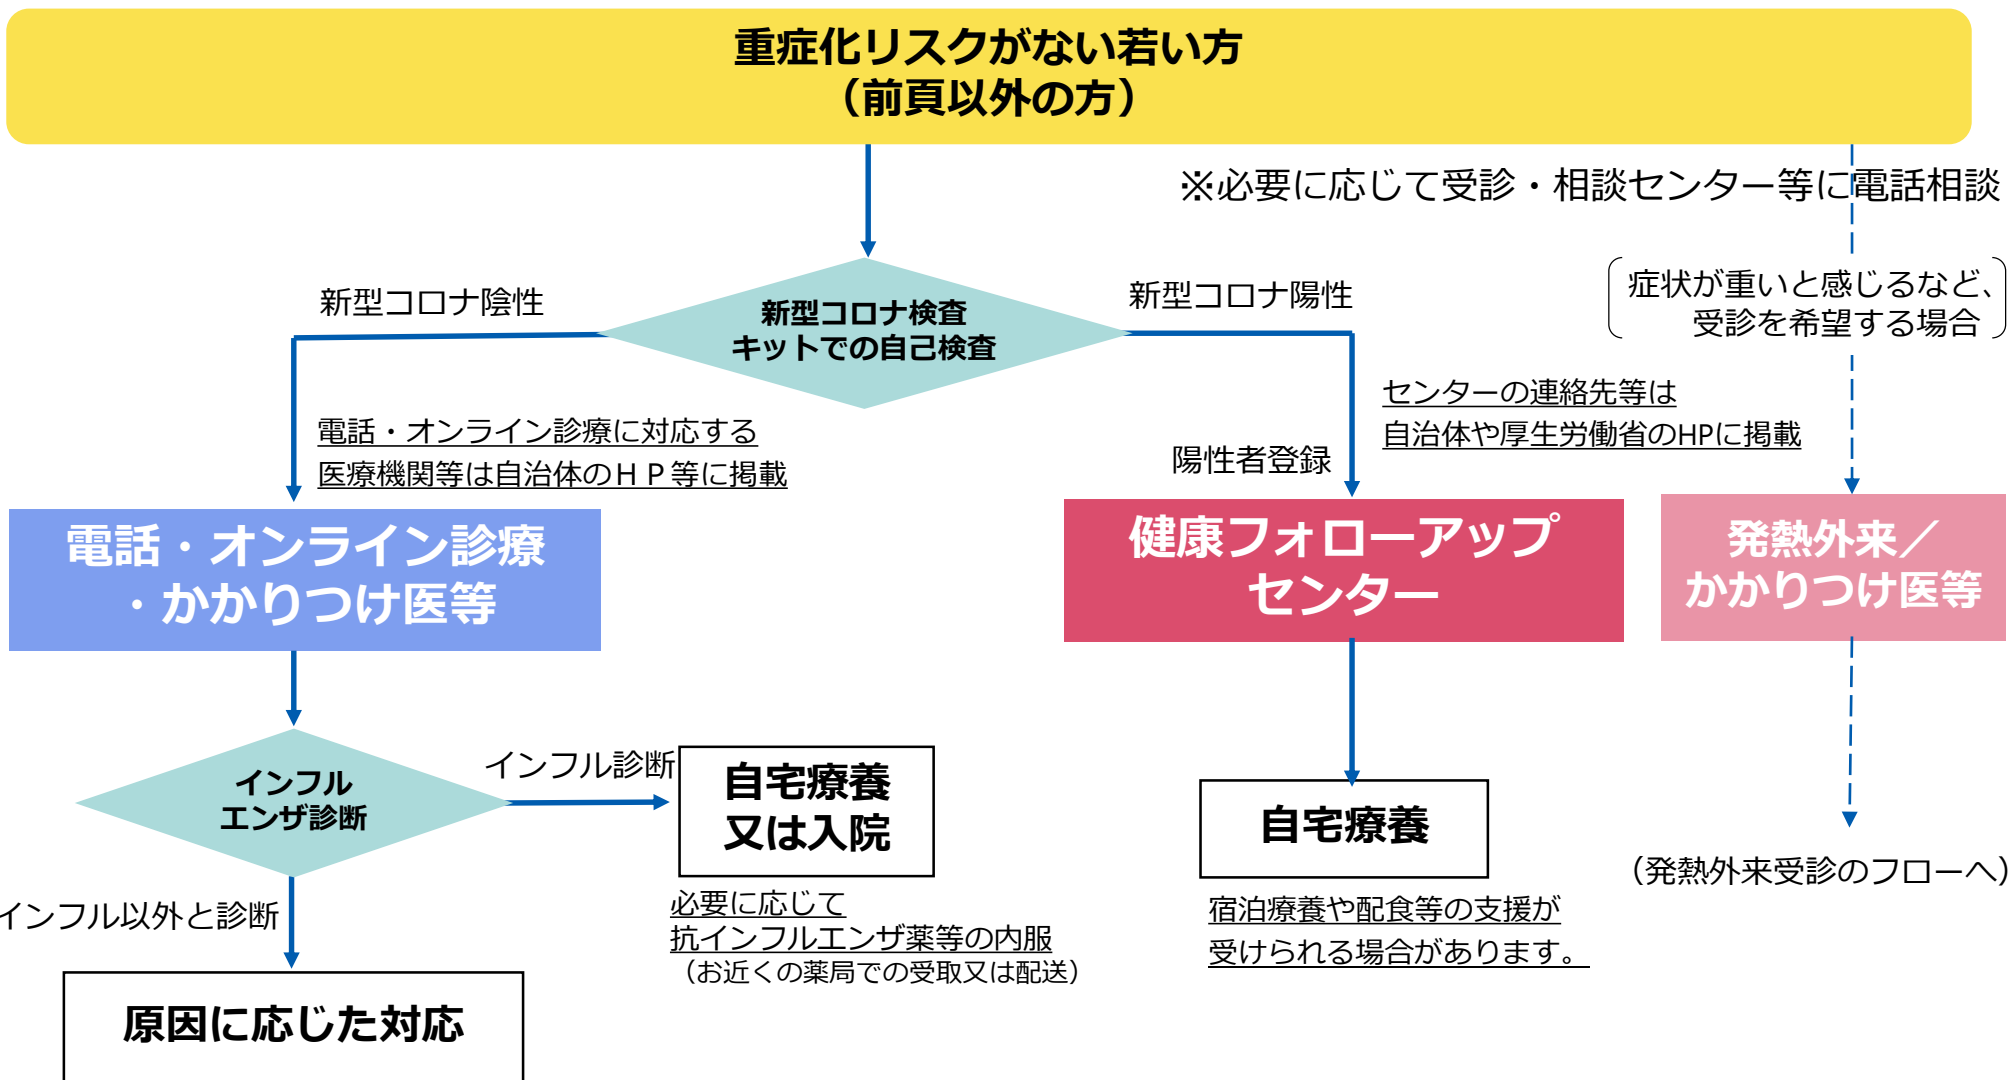 重症化リスクがない若い方
（前頁以外の方）
※必要に応じて受診・相談センター等に電話相談
症状が重いと感じるなど、
受診を希望する場合
新型コロナ陰性
新型コロナ検査
キットでの自己検査
新型コロナ陽性
電話・オンライン診療に対応する
医療機関等は自治体のＨＰ等に掲載
センターの連絡先等は
自治体や厚生労働省のHPに掲載
陽性者登録
電話・オンライン診療
・かかりつけ医等
健康フォローアップ
センター
発熱外来／
かかりつけ医等
インフル
エンザ診断
インフル診断
自宅療養
又は入院
必要に応じて
抗インフルエンザ薬等の内服
（お近くの薬局での受取又は配送）
自宅療養
宿泊療養や配食等の支援が
受けられる場合があります。
（発熱外来受診のフローへ）
インフル以外と診断
原因に応じた対応